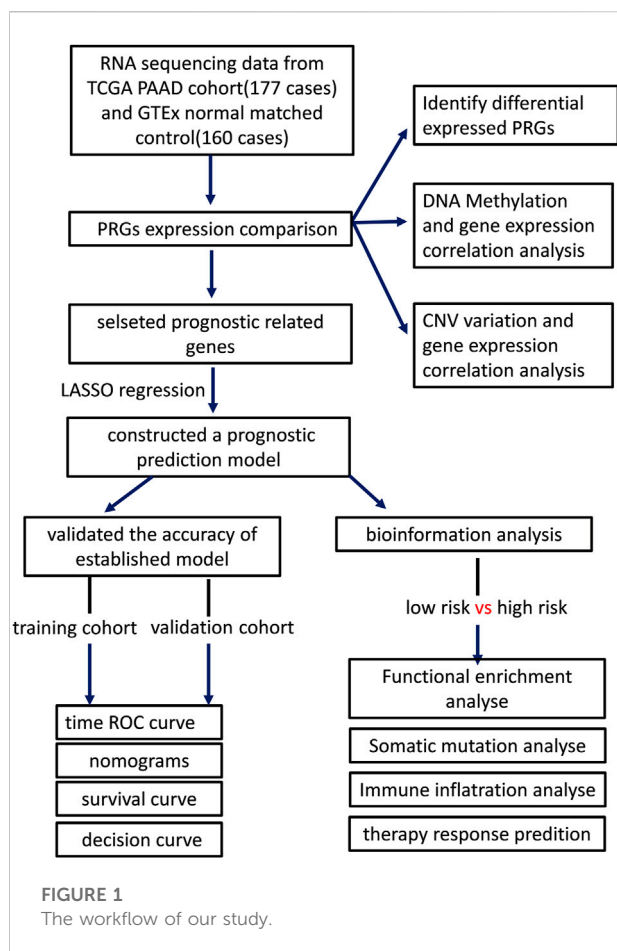 RNA sequencing data from
TCGA PAAD cohort(177 cases)
and GTEx normal matched
control(160 cases)
Identify differential
expressed PRGs
PRGs expression comparison
DNA Methylation
and gene expression
correlation analysis
CNV variation and
gene expression
correlation analysis
selseted prognostic related
genes
LASSO regression
constructed a prognostic
prediction model
validated the accuracy of
established model
training cohort
validation cohort
time ROC curve
nomograms
survival curve
decision curve
bioinformation analysis
low risk vs high risk
Functional enrichment
analyse
Somatic mutation analyse
Immune inflatration analyse
therapy response predition
FIGURE 1
The workflow of our study.